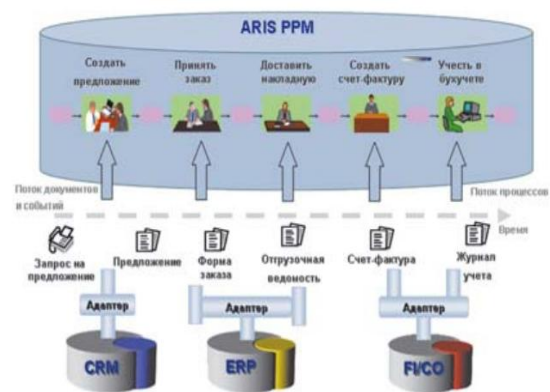 ARIS PPM
Создать
предложение
Принять
заказ
Доставить
накладную
Создать
счет-фактуру
Учесть в
бухучете
Поток документов
и событий
Поток процессов
Время
Запрос на
предложение
Предложение
Форма
заказа
Отгрузочная
ведомость
Счет-фактура
Журнал
учета
Адаптер
Адаптер
Адаптер
CRM
ERP
FI/CO